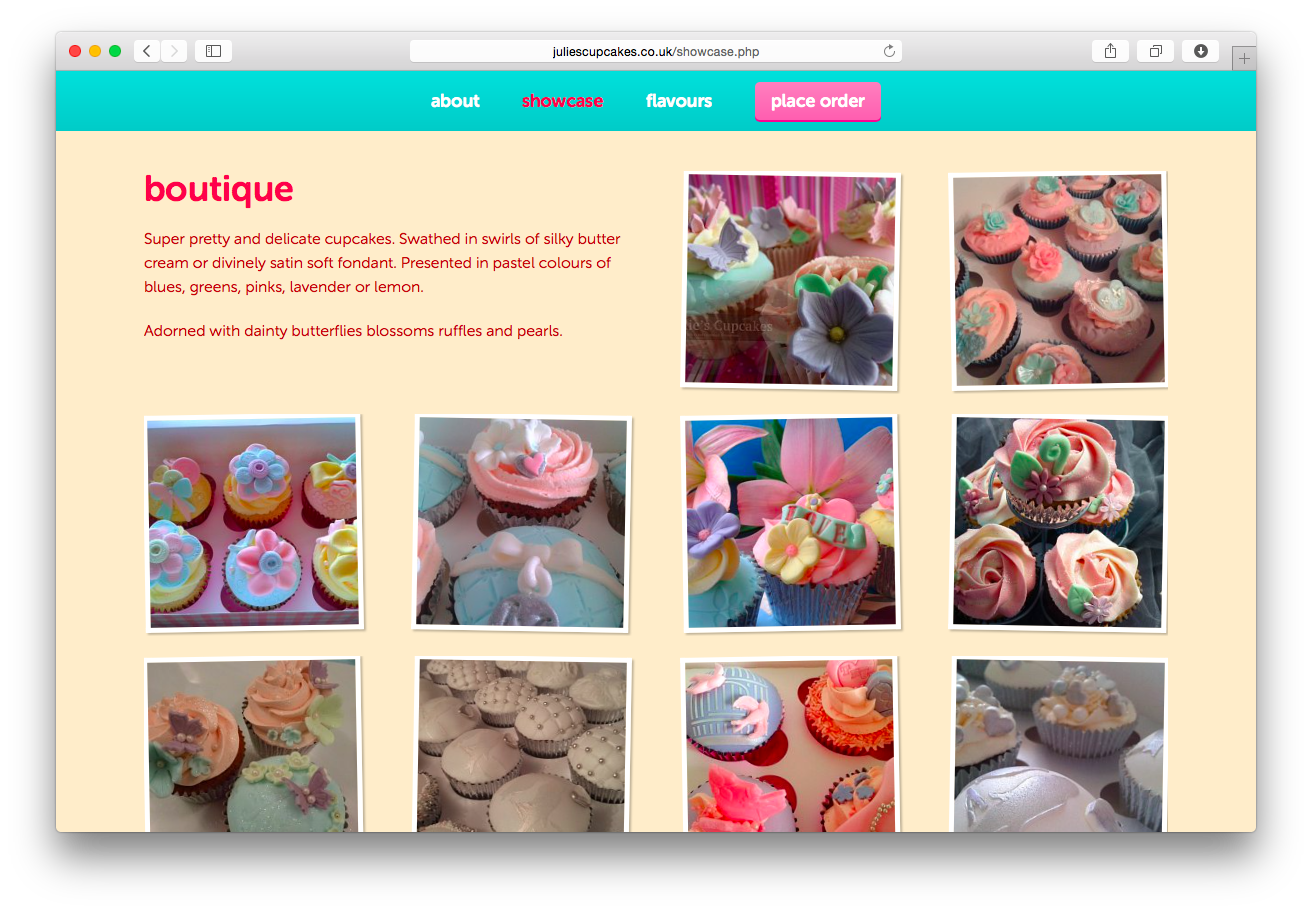 juliescupcakes.co.uk/showcase.php
about showcase flavours place order
boutique
Super pretty and delicate cupcakes. Swathed in swirls of silky butter
cream or divinely satin soft fondant. Presented in pastel colours of
blues, greens, pinks, lavender or lemon.
Adorned with dainty butterflies blossoms ruffles and pearls.
ie's Cupcakes
9